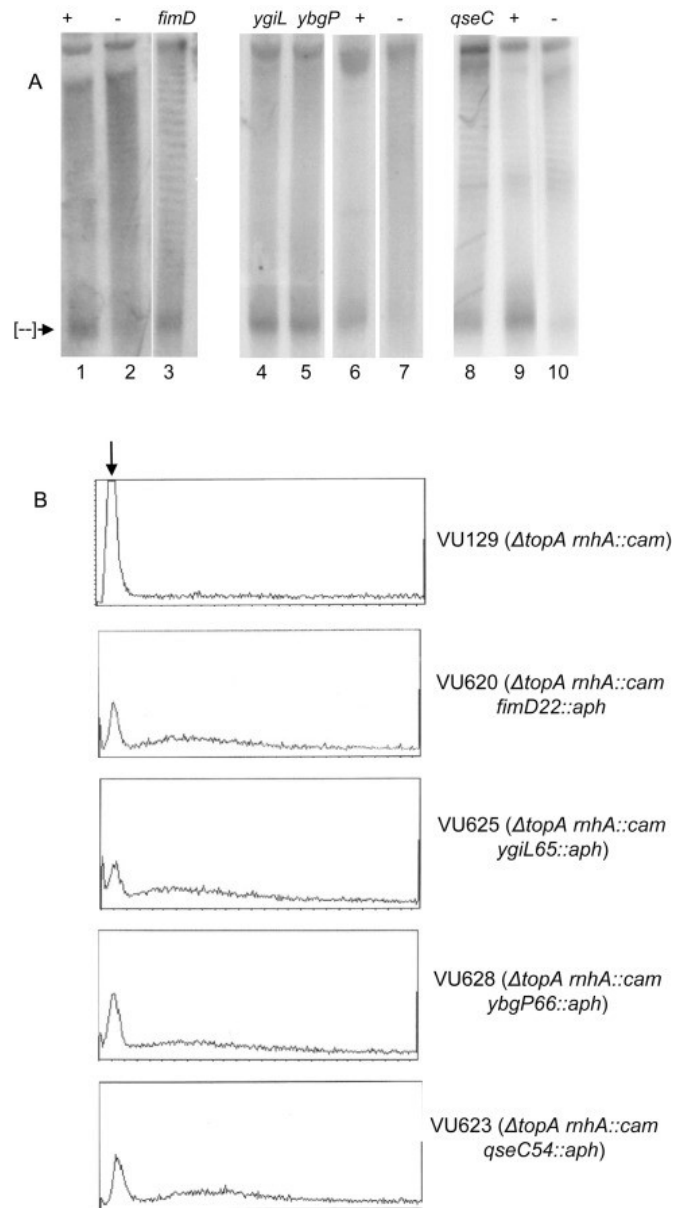 + - fimD ygiL ybgP + - qseC + -
A
[--]
1 2 3 4 5 6 7 8 9 10
B
VU129 (ΔtopA rnhA::cam)
VU620 (ΔtopA rnhA::cam
fimD22::aph
VU625 (ΔtopA rnhA::cam
ygiL65::aph)
VU628 (ΔtopA rnhA::cam
ybgP66::aph)
VU623 (ΔtopA rnhA::cam
qseC54::aph)